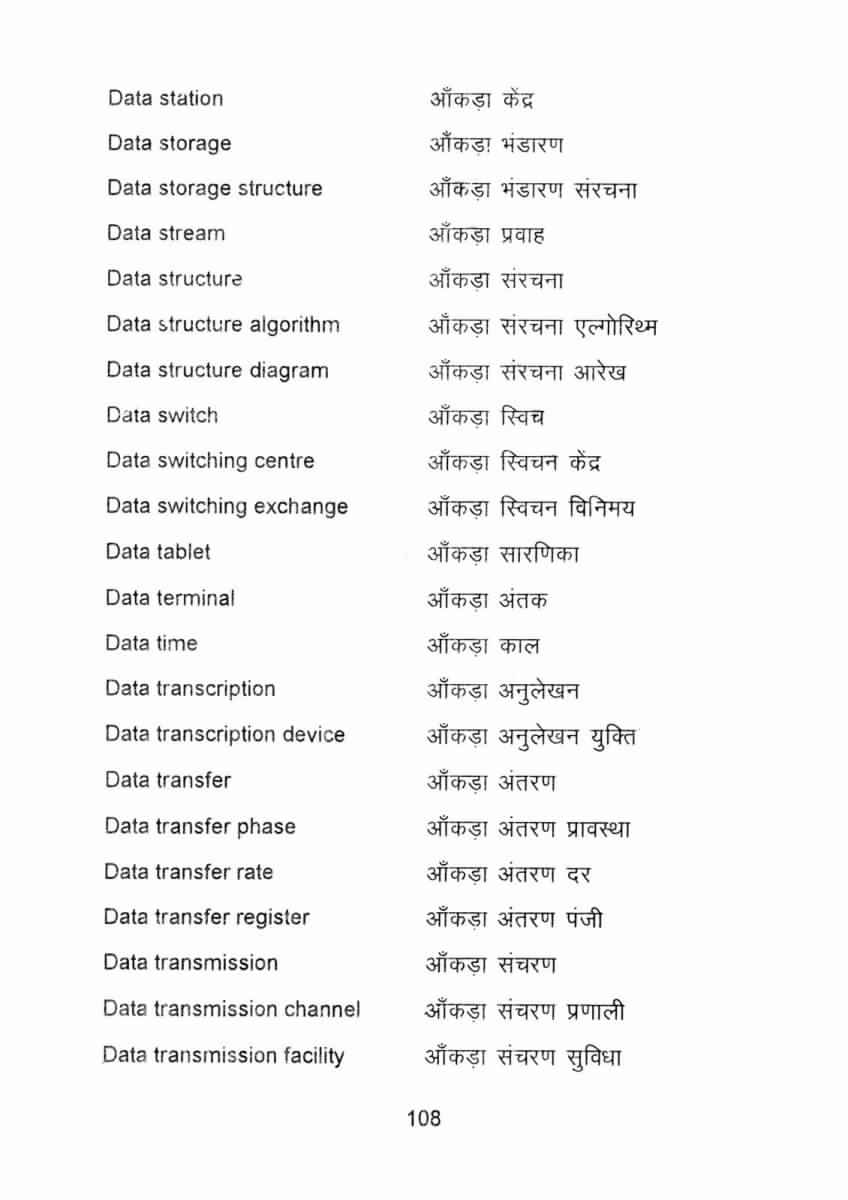 Data station आँकड़ा केंद्र
Data storage आँकड़ा भंडारण
Data storage structure आँकड़ा भंडारण संरचना
Data stream आँकड़ा प्रवाह
Data structure आँकड़ा संरचना
Data structure algorithm आँकड़ा संरचना एल्गोरिथ्म
Data structure diagram आँकड़ा संरचना आरेख
Data switch आँकड़ा स्विच
Data switching centre आँकड़ा स्विचन केंद्र
Data switching exchange आँकड़ा स्विचन विनिमय
Data tablet आँकड़ा सारणिका
Data terminal आँकड़ा अंतक
Data time आँकड़ा काल
Data transcription आँकड़ा अनुलेखन
Data transcription device आँकड़ा अनुलेखन युक्ति
Data transfer आँकड़ा अंतरण
Data transfer phase आँकड़ा अंतरण प्रावस्था
Data transfer rate आँकड़ा अंतरण दर
Data transfer register आँकड़ा अंतरण पंजी
Data transmission आँकड़ा संचरण
Data transmission channel आँकड़ा संचरण प्रणाली
Data transmission facility आँकड़ा संचरण सुविधा
108